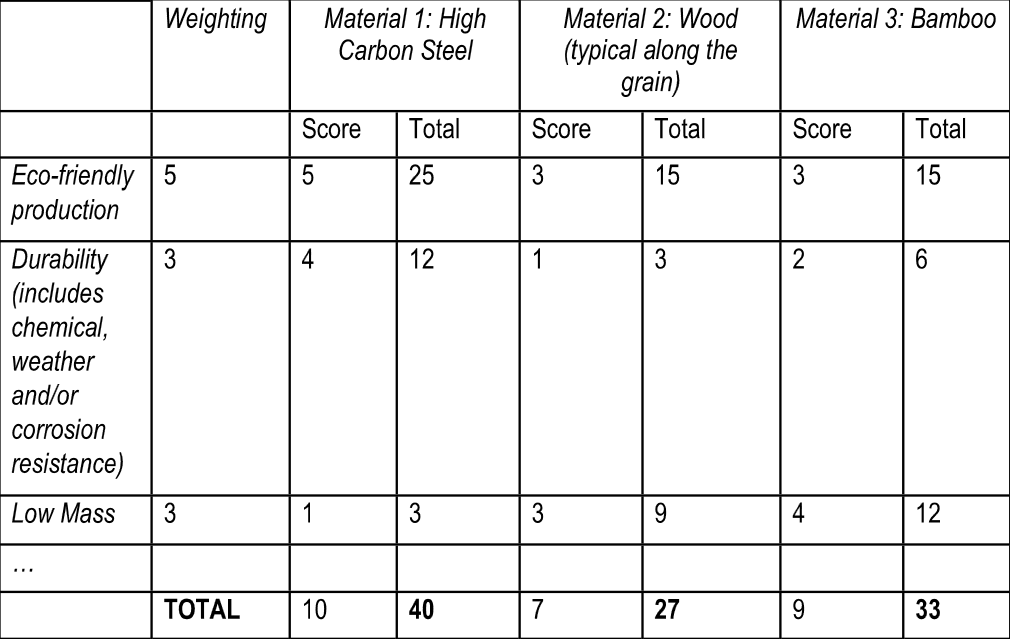 Weighting Material 1: High Carbon Steel Material 2: Wood (typical along the grain) Material 3: Bamboo
Score Total Score Total Score Total
Eco-friendly production 5 5 25 3 15 3 15
Durability (includes chemical, weather and/or corrosion resistance) 3 4 12 1 3 2 6
Low Mass 3 1 3 3 9 4 12
…
TOTAL 10 40 7 27 9 33